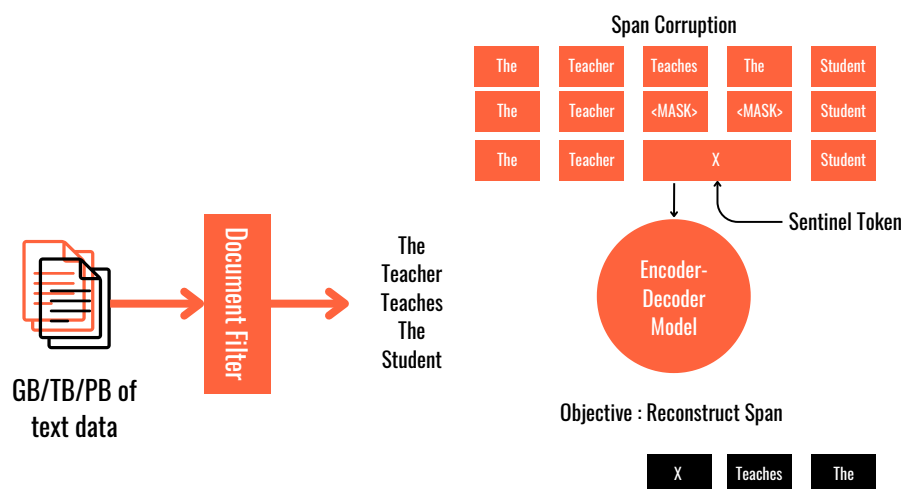 GB/TB/PB of
text data
Document Filter
The
Teacher
Teaches
The
Student
Span Corruption
The Teacher Teaches The Student
The Teacher <MASK> <MASK> Student
The Teacher X Student
Sentinel Token
Encoder-
Decoder
Model
Objective : Reconstruct Span
X Teaches The